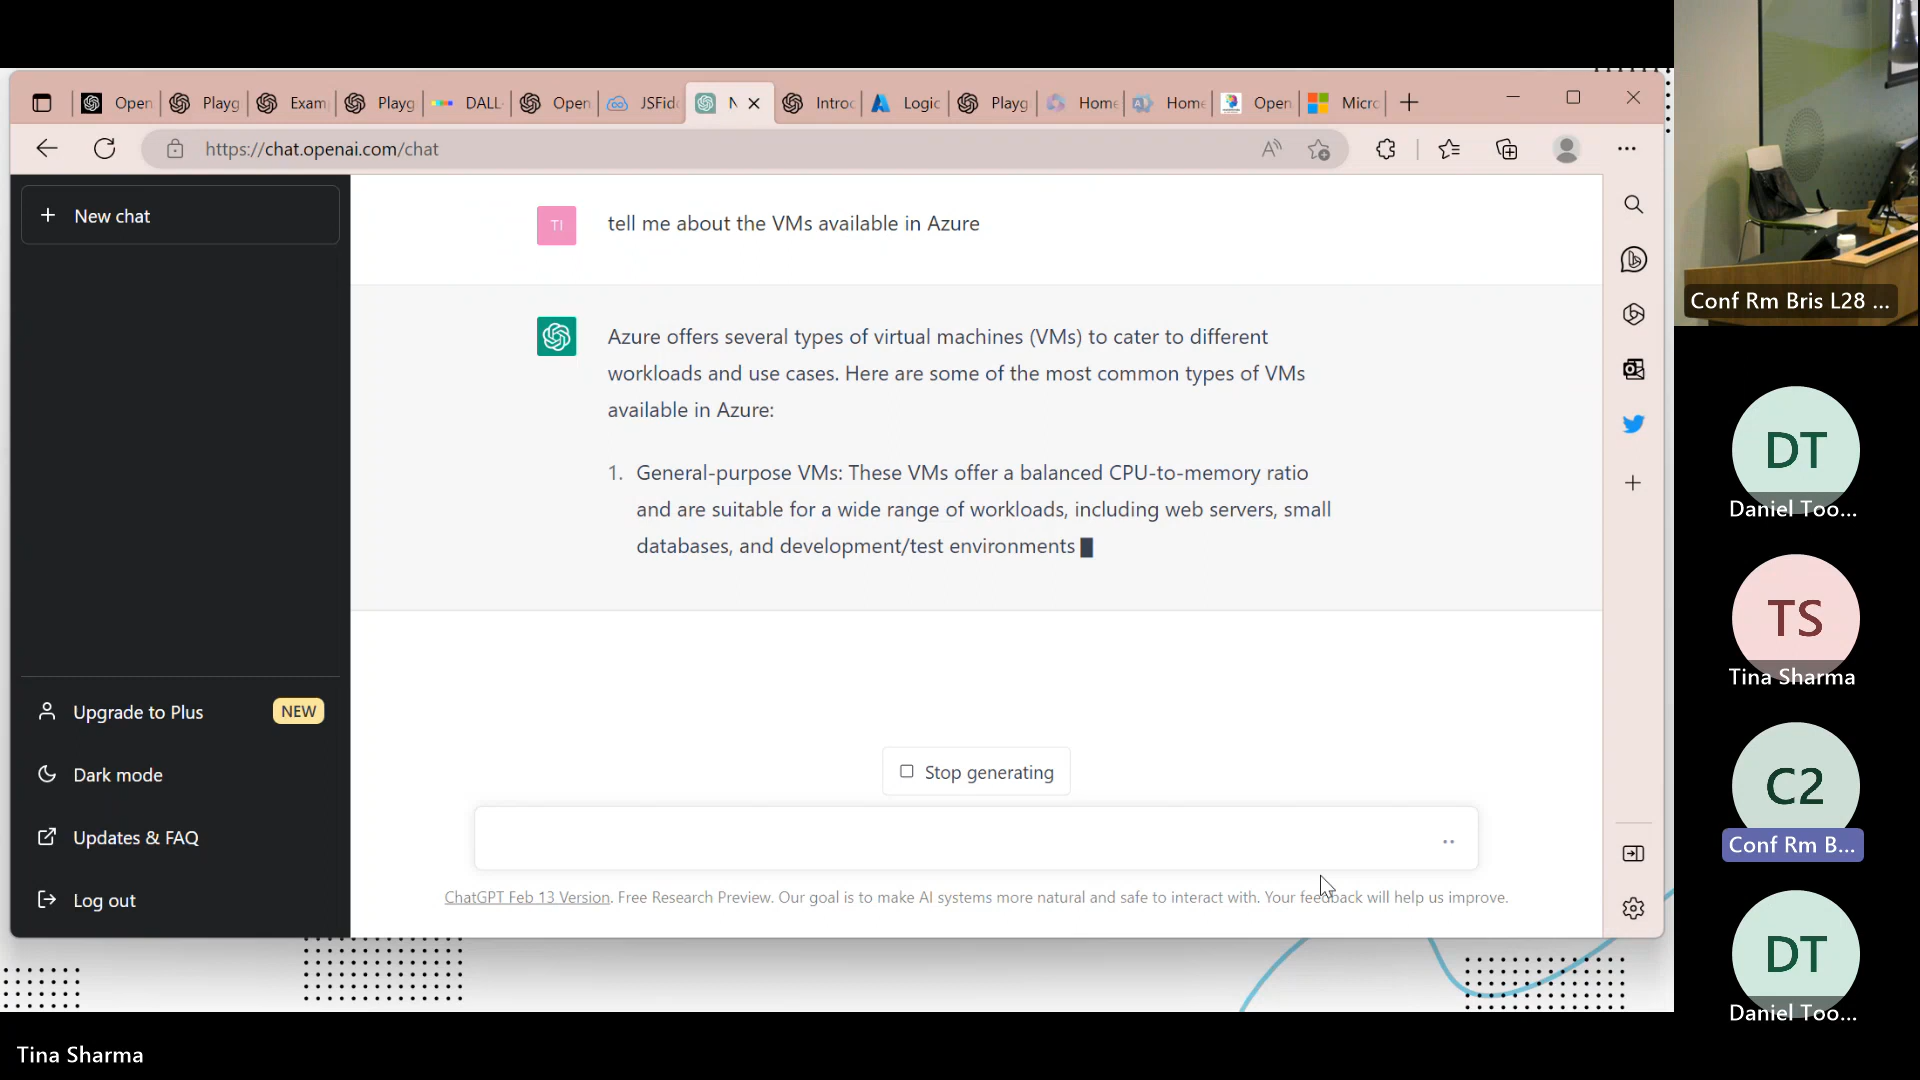 Open
Playg
Exam
Playg
DALL
Open
JSFid
N
Introc
Logic
Playg
Home
Home
Open
Micro
https://chat.openai.com/chat
New chat
TI
tell me about the VMs available in Azure
Azure offers several types of virtual machines (VMs) to cater to different
workloads and use cases. Here are some of the most common types of VMs
available in Azure:
1. General-purpose VMs: These VMs offer a balanced CPU-to-memory ratio
and are suitable for a wide range of workloads, including web servers, small
databases, and development/test environments
Upgrade to Plus NEW
Dark mode
Updates & FAQ
Log out
Stop generating
ChatGPT Feb 13 Version. Free Research Preview. Our goal is to make AI systems more natural and safe to interact with. Your feedback will help us improve.
Conf Rm Bris L28 ...
DT
Daniel Too...
TS
Tina Sharma
C2
Conf Rm B...
DT
Daniel Too...
Tina Sharma